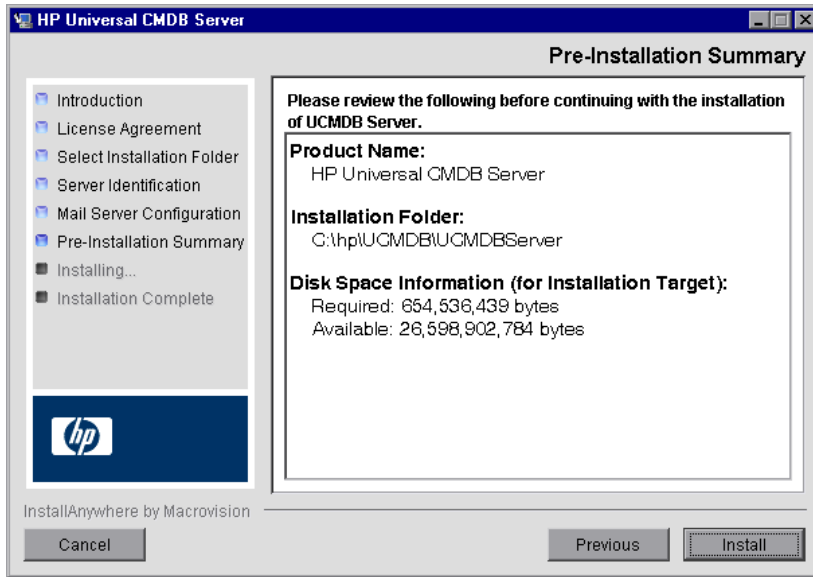 HP Universal CMDB Server
Pre-Installation Summary
Introduction
License Agreement
Select Installation Folder
Server Identification
Mail Server Configuration
Pre-Installation Summary
Installing...
Installation Complete
Please review the following before continuing with the installation
of UCMDB Server.
Product Name:
HP Universal CMDB Server
Installation Folder:
C:\hp\UCMDB\UCMDBServer
Disk Space Information (for Installation Target):
Required: 654,536,439 bytes
Available: 26,598,902,784 bytes
hp
InstallAnywhere by Macrovision
Cancel
Previous
Install